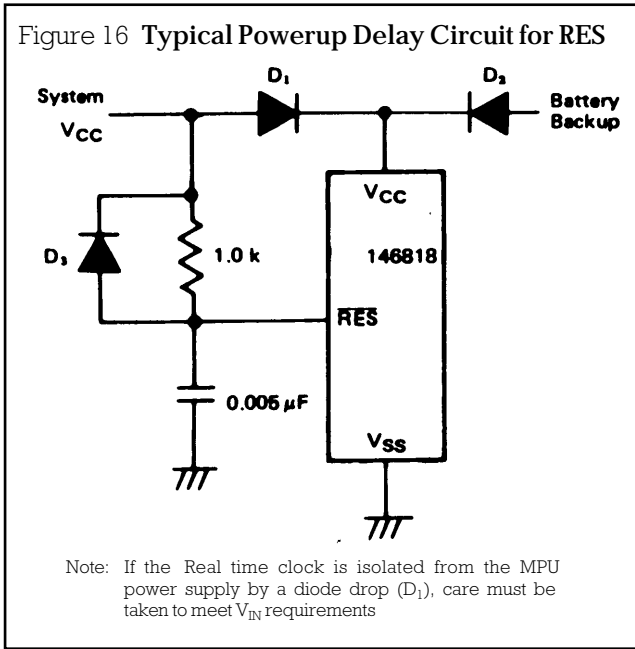 Figure 16 Typical Powerup Delay Circuit for RES
D₁
D₂
System
VCC
Battery
Backup
VCC
D₃
1.0 k
146818
RES
0.005 µF
VSS
Note: If the Real time clock is isolated from the MPU
power supply by a diode drop (D₁), care must be
taken to meet VIN requirements